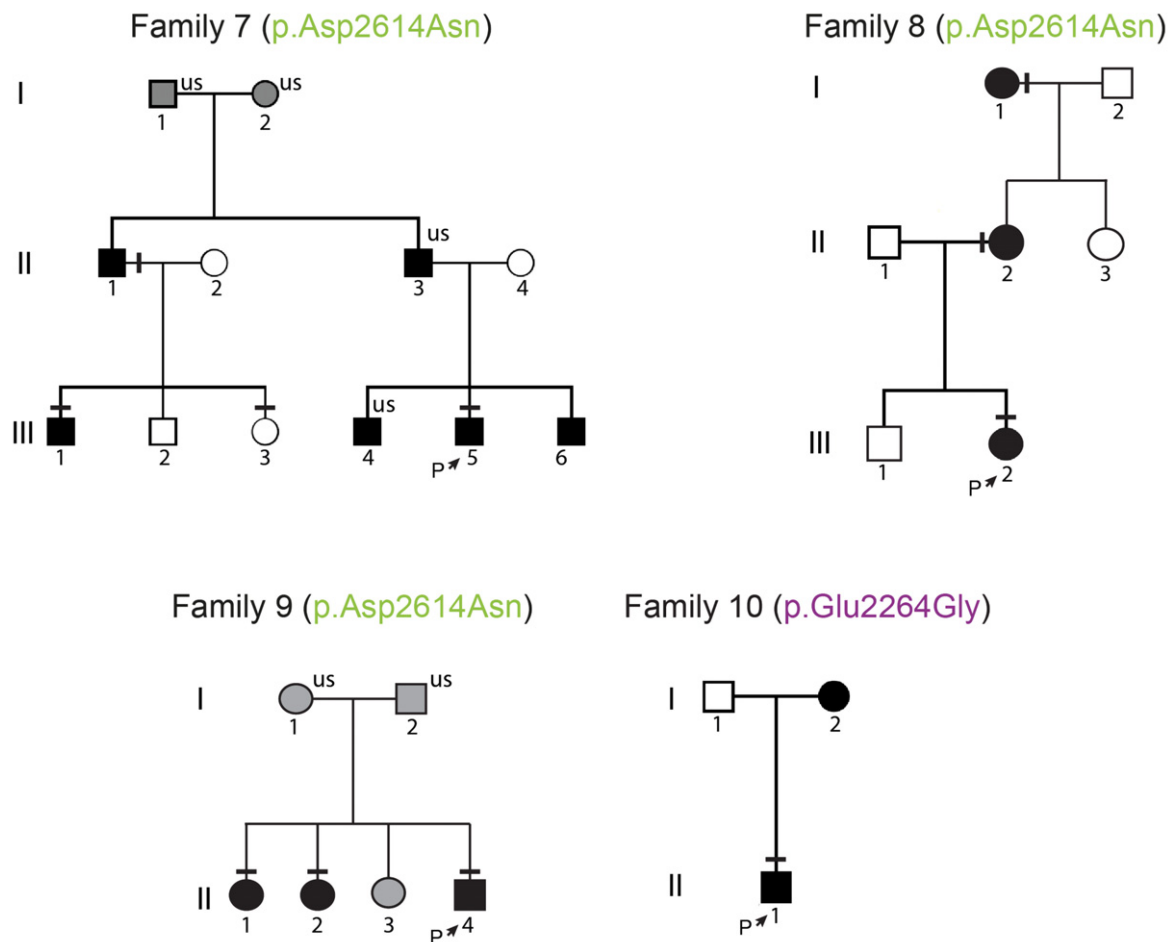 Family 7 (p.Asp2614Asn)
I
us
us
1
2
II
us
1
2
3
4
III
us
1
2
3
4
P
5
6
Family 8 (p.Asp2614Asn)
I
1
2
II
1
2
3
III
1
P
2
Family 9 (p.Asp2614Asn)
I
us
us
1
2
II
1
2
3
P
4
Family 10 (p.Glu2264Gly)
I
1
2
II
P
1